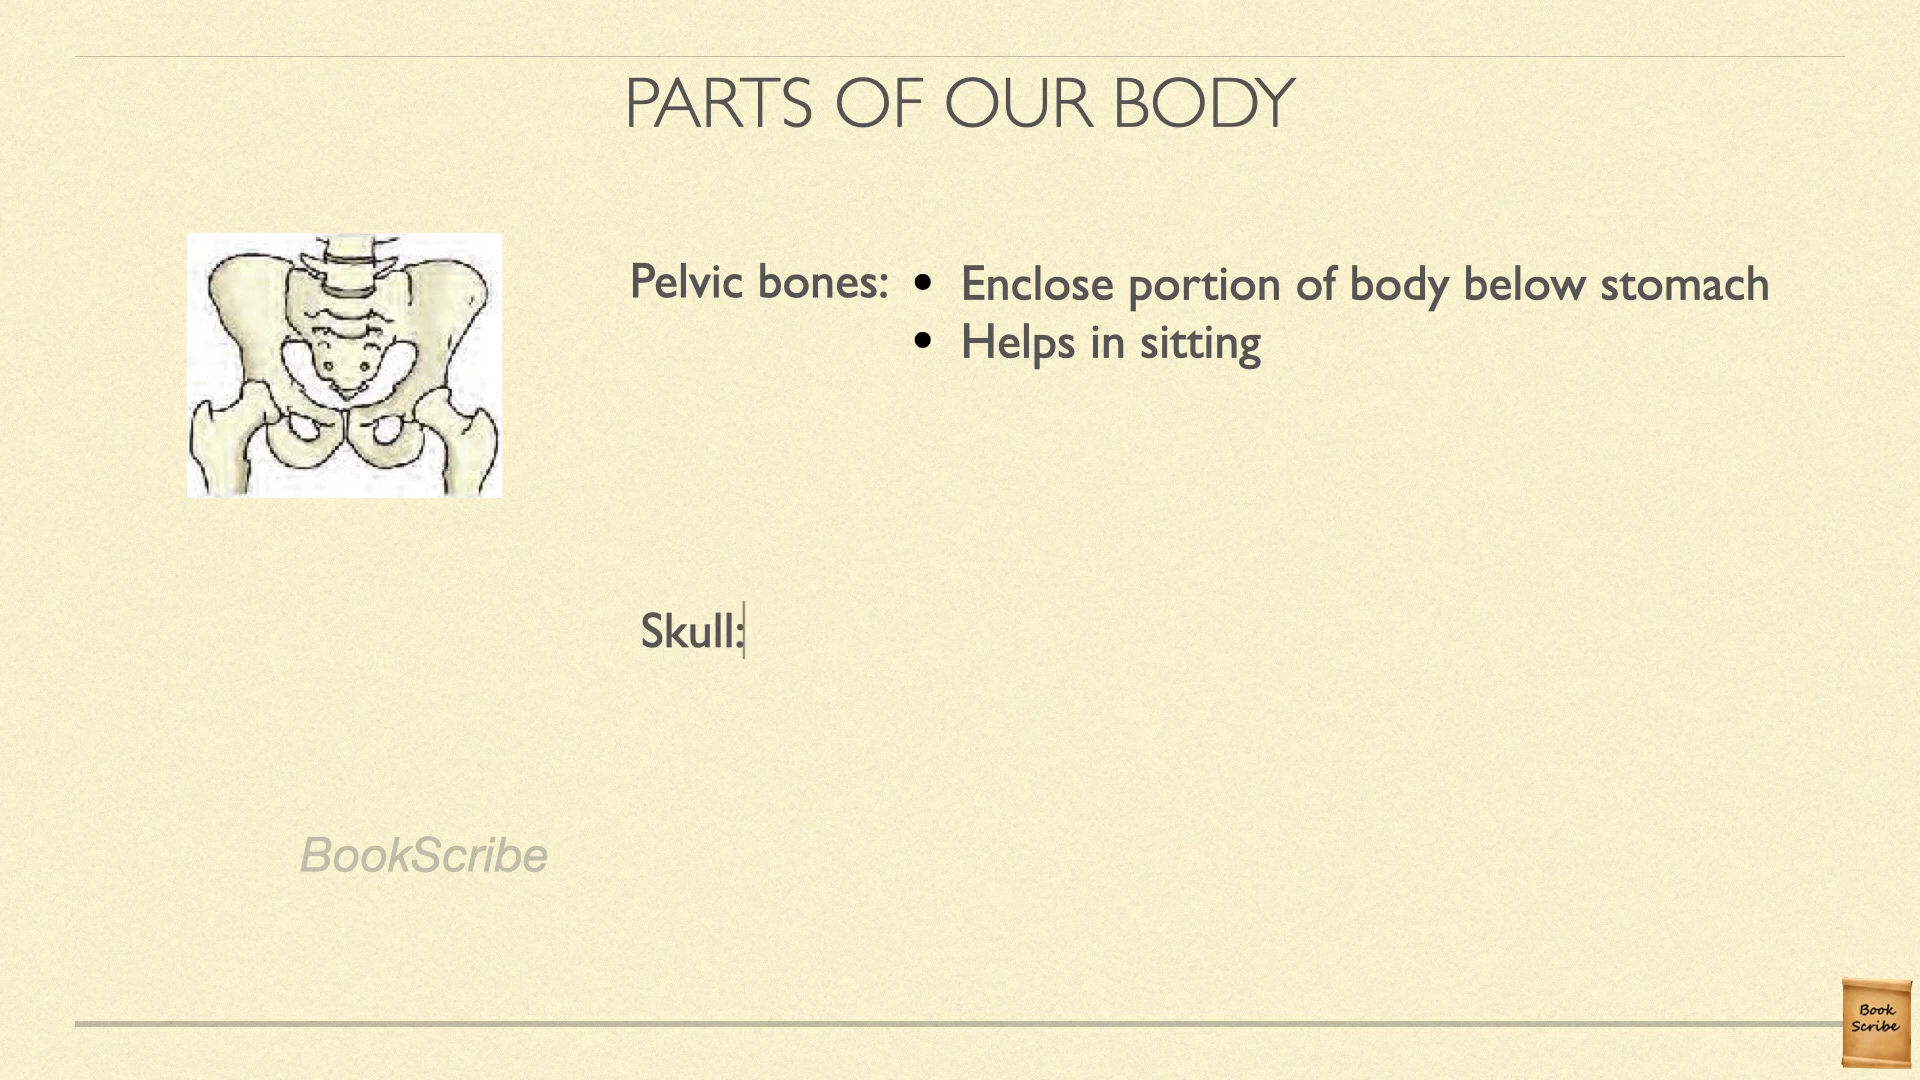 PARTS OF OUR BODY
Pelvic bones: • Enclose portion of body below stomach
• Helps in sitting
Skull:
BookScribe
Book
Scribe